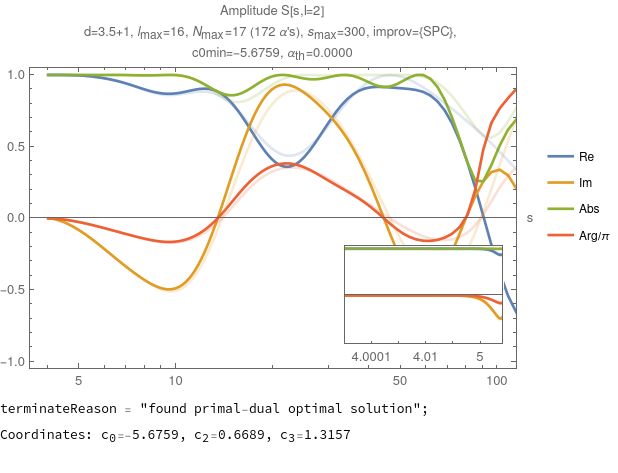 Amplitude S[s,l=2]
d=3.5+1, lmax=16, Nmax=17 (172 α's), smax=300, improv={SPC},
c0min=-5.6759, αth=0.0000
1.0
0.5
0.0
-0.5
-1.0
s
5
10
50
100
Re
Im
Abs
Arg/π
4.0001
4.01
5
terminateReason = "found primal-dual optimal solution";
Coordinates: c0=-5.6759, c2=0.6689, c3=1.3157